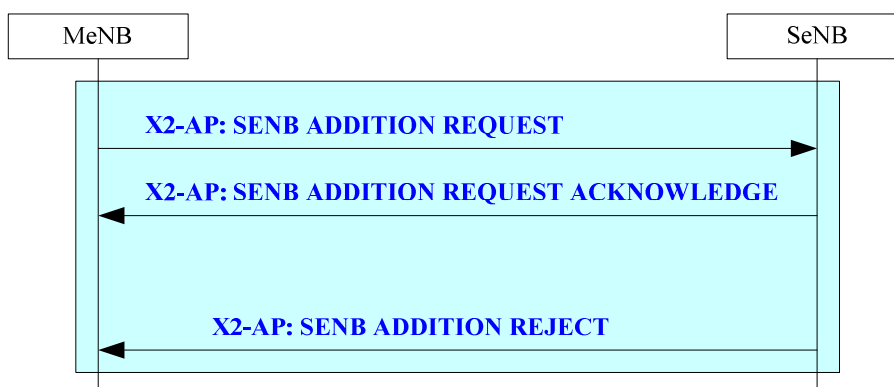 MeNB
SeNB
X2-AP: SENB ADDITION REQUEST
X2-AP: SENB ADDITION REQUEST ACKNOWLEDGE
X2-AP: SENB ADDITION REJECT